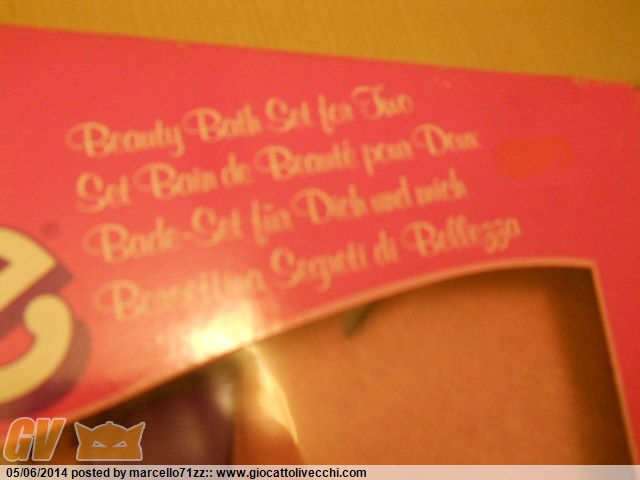 Beauty Bath Set for Two
Set Bain de Beauté pour Deux
Bade-Set für Dich und mich
Borsettina Segreti di Bellezza
e
GV
05/06/2014 posted by marcello71zz:: www.giocattolivecchi.com